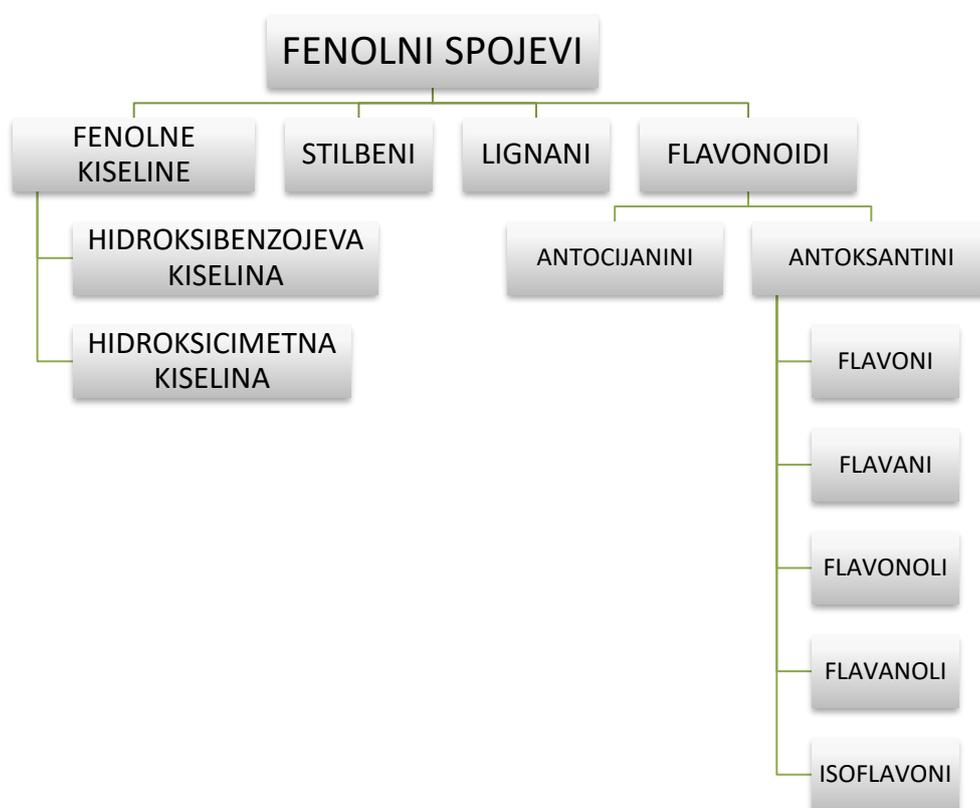 FENOLNI SPOJEVI
FENOLNE
KISELINE
STILBENI
LIGNANI
FLAVONOIDI
HIDROKSIBENZOJEVA
KISELINA
HIDROKSICIMETNA
KISELINA
ANTOCIJANINI
ANTOKSANTINI
FLAVONI
FLAVANI
FLAVONOLI
FLAVANOLI
ISOFLAVONI